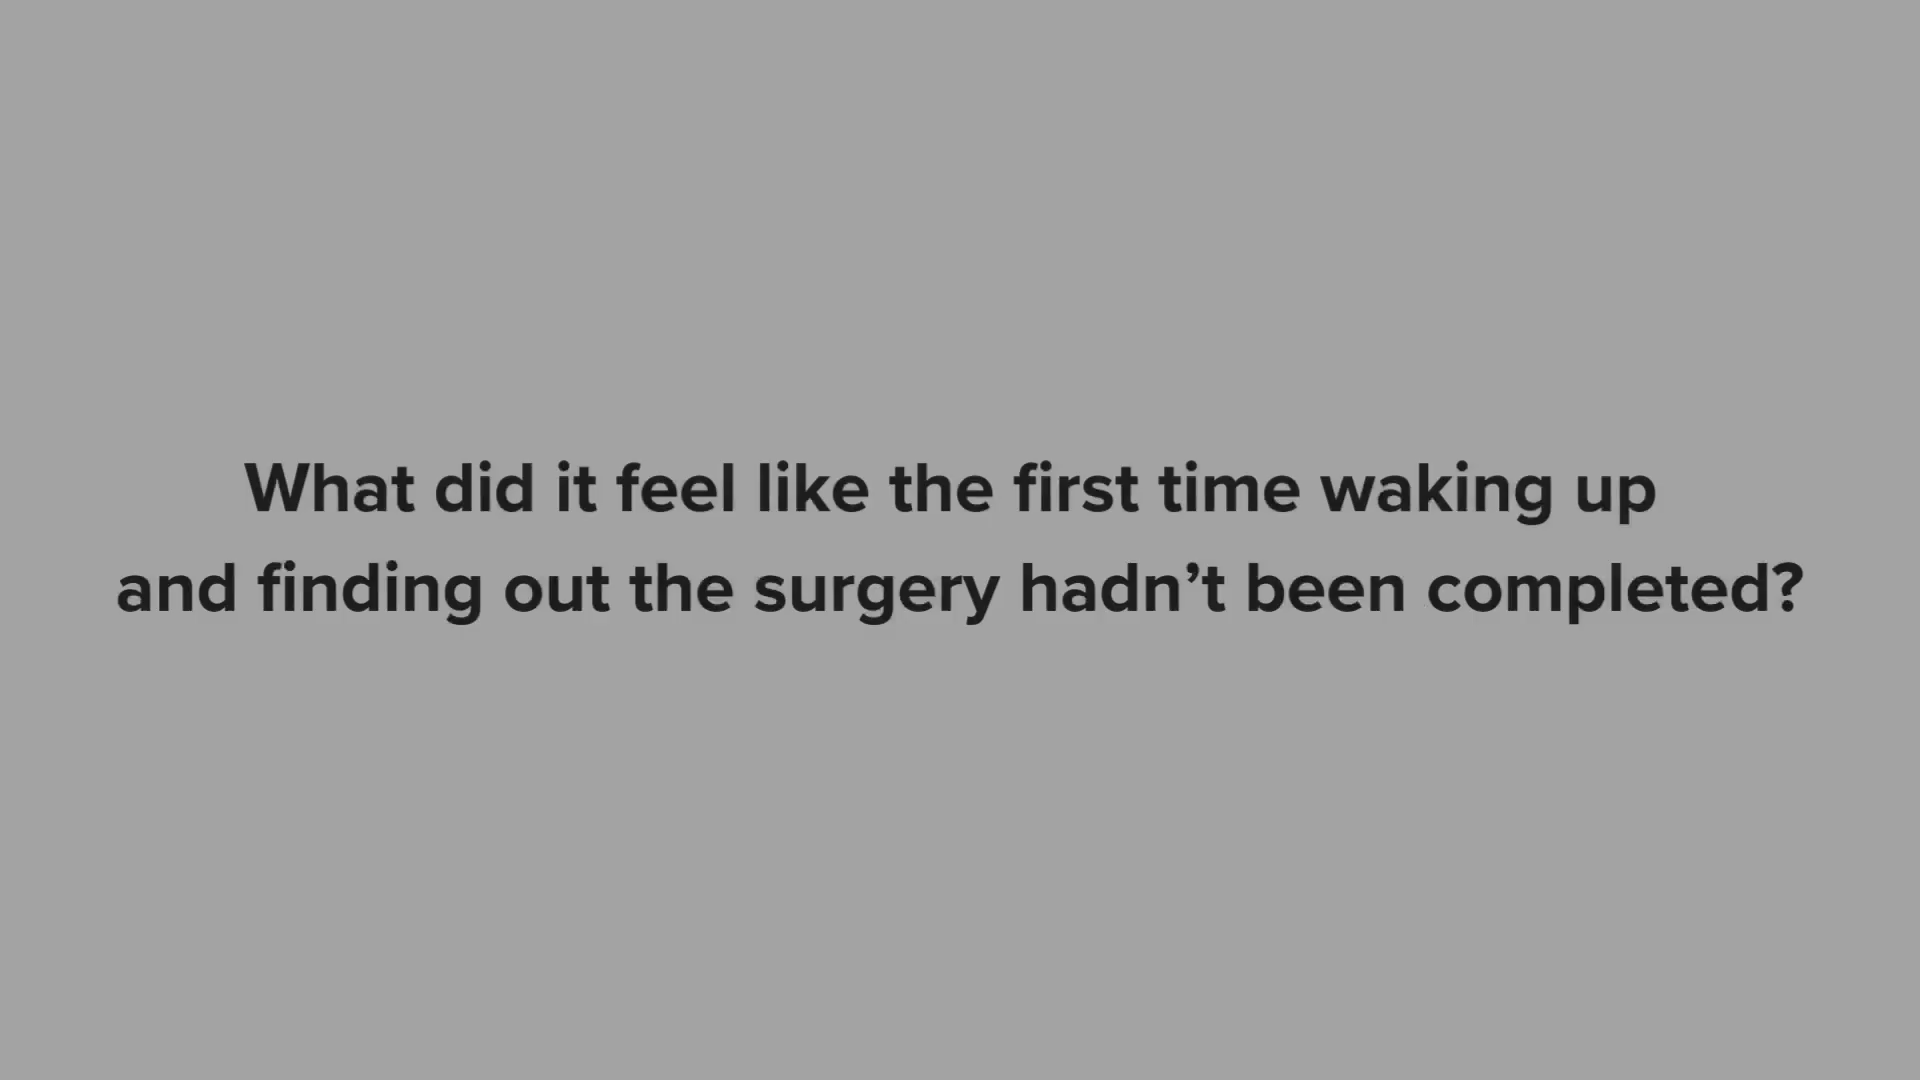 What did it feel like the first time waking up
and finding out the surgery hadn’t been completed?